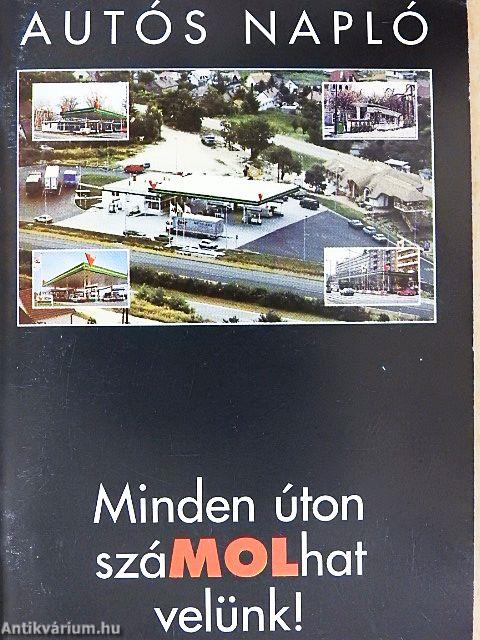 AUTÓS NAPLÓ
Minden úton
száMOLhat
velünk!
Antikvárium.hu